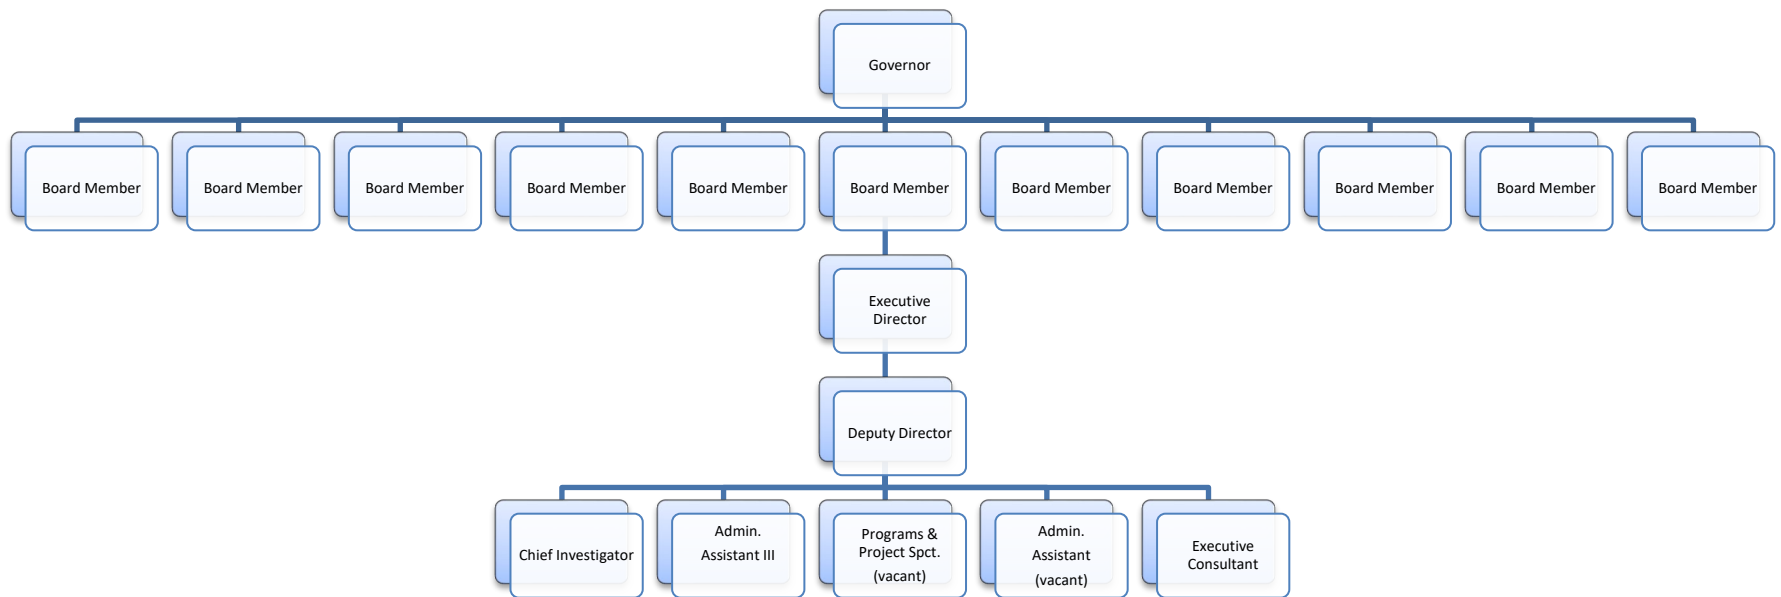 Governor
Board Member
Board Member
Board Member
Board Member
Board Member
Board Member
Board Member
Board Member
Board Member
Board Member
Board Member
Executive
Director
Deputy Director
Chief Investigator
Admin.
Assistant III
Programs &
Project Spct.
(vacant)
Admin.
Assistant
(vacant)
Executive
Consultant